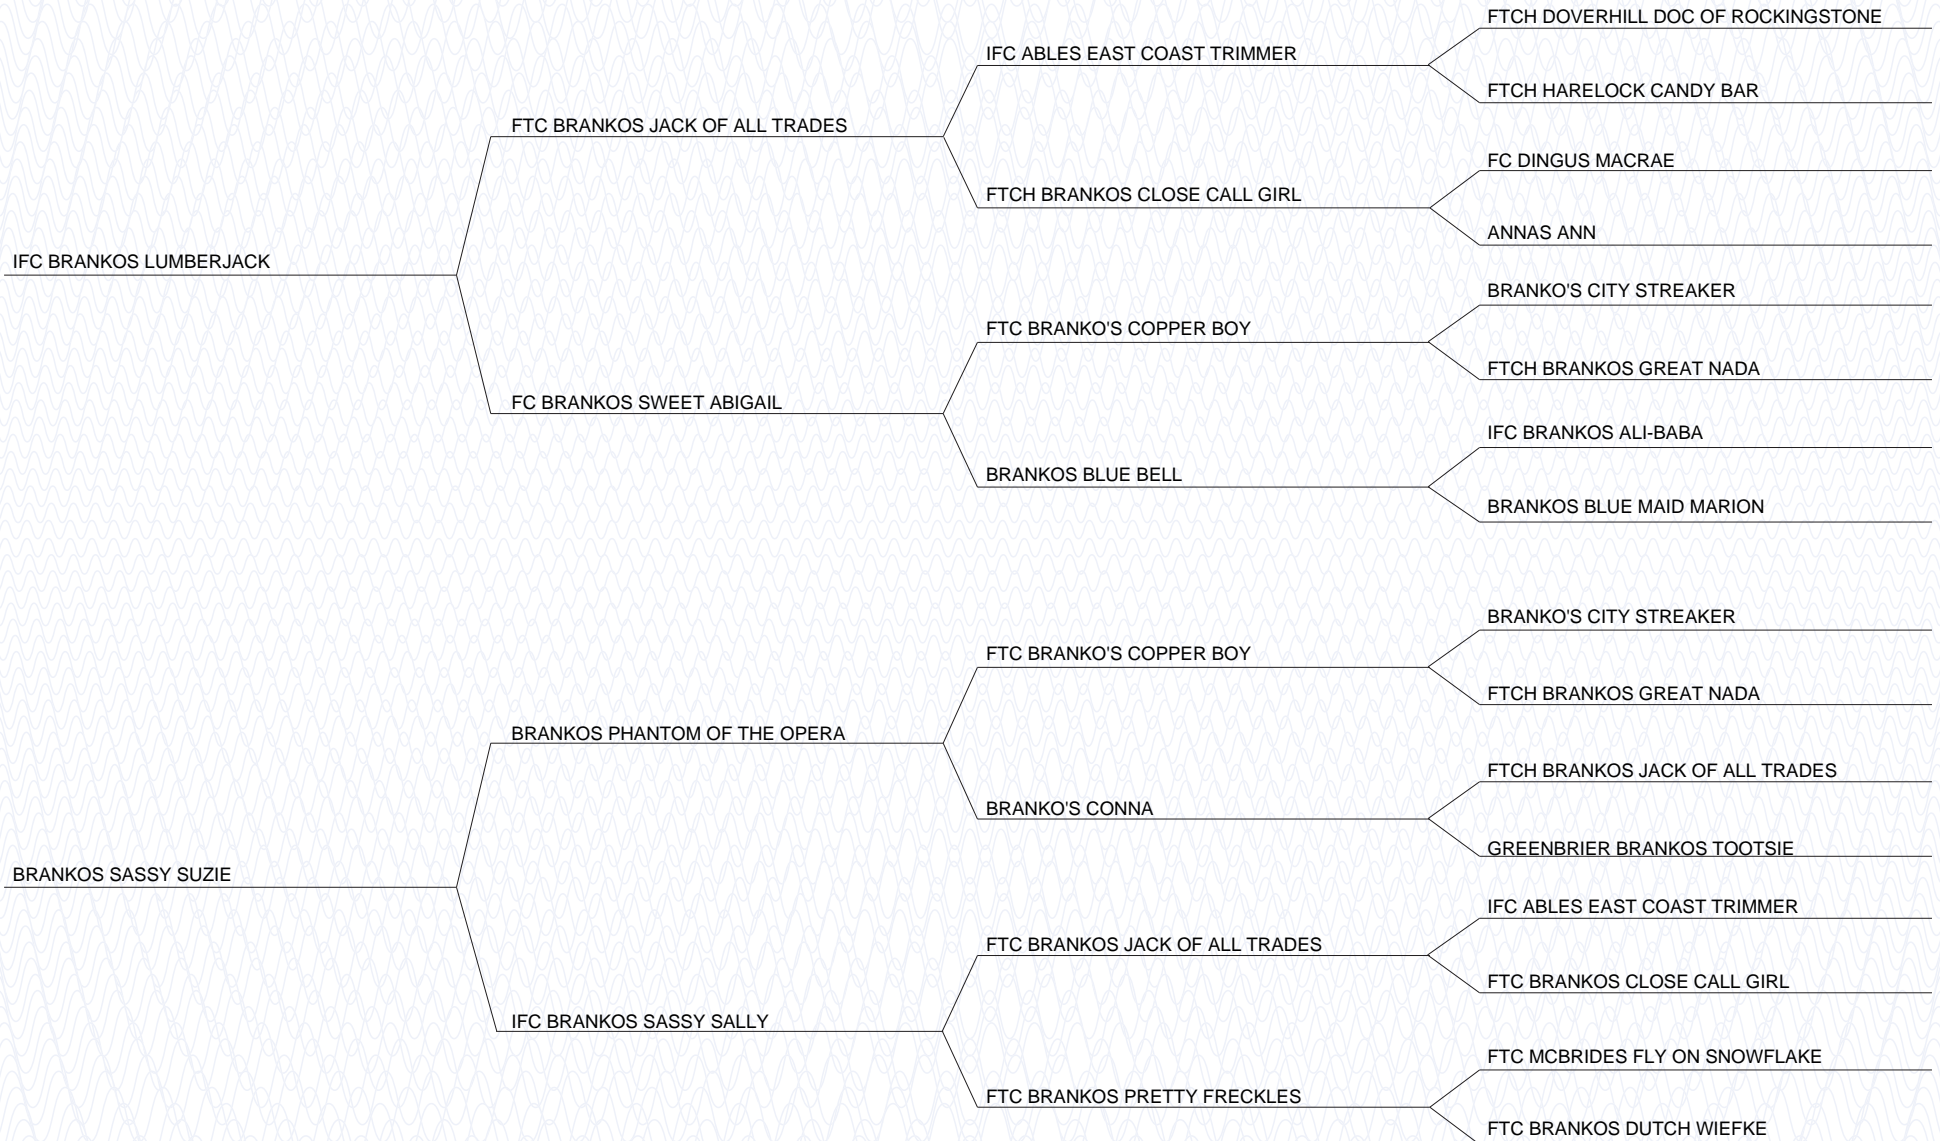 FTCH DOVERHILL DOC OF ROCKINGSTONE
IFC ABLES EAST COAST TRIMMER
FTCH HARELOCK CANDY BAR
FTC BRANKOS JACK OF ALL TRADES
FC DINGUS MACRAE
FTCH BRANKOS CLOSE CALL GIRL
ANNAS ANN
IFC BRANKOS LUMBERJACK
BRANKO'S CITY STREAKER
FTC BRANKO'S COPPER BOY
FTCH BRANKOS GREAT NADA
FC BRANKOS SWEET ABIGAIL
IFC BRANKOS ALI-BABA
BRANKOS BLUE BELL
BRANKOS BLUE MAID MARION
BRANKO'S CITY STREAKER
FTC BRANKO'S COPPER BOY
FTCH BRANKOS GREAT NADA
BRANKOS PHANTOM OF THE OPERA
FTCH BRANKOS JACK OF ALL TRADES
BRANKO'S CONNA
GREENBRIER BRANKOS TOOTSIE
BRANKOS SASSY SUZIE
IFC ABLES EAST COAST TRIMMER
FTC BRANKOS JACK OF ALL TRADES
FTC BRANKOS CLOSE CALL GIRL
IFC BRANKOS SASSY SALLY
FTC MCBRIDES FLY ON SNOWFLAKE
FTC BRANKOS PRETTY FRECKLES
FTC BRANKOS DUTCH WIEFKE